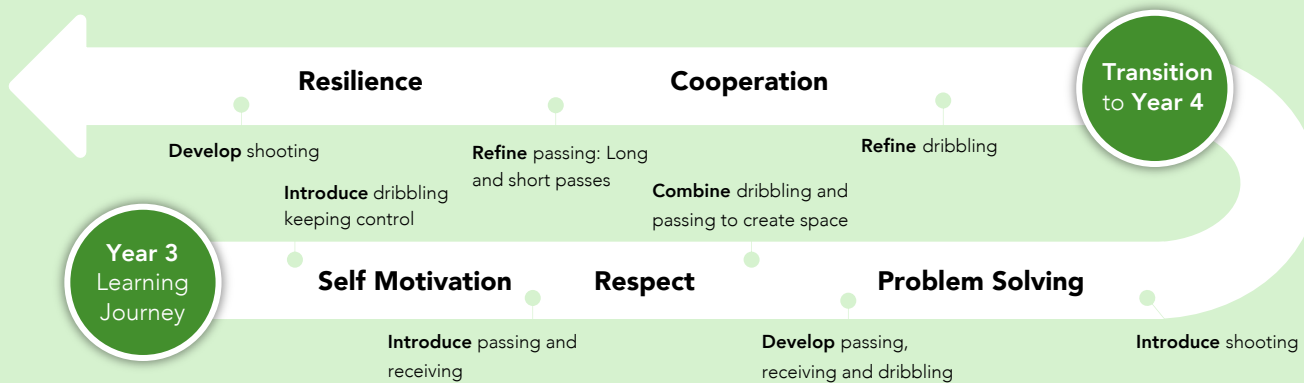 Resilience
Cooperation
Transition
to Year 4
Develop shooting
Refine passing: Long
and short passes
Refine dribbling
Introduce dribbling
keeping control
Combine dribbling and
passing to create space
Year 3
Learning
Journey
Self Motivation
Respect
Problem Solving
Introduce passing and
receiving
Develop passing,
receiving and dribbling
Introduce shooting